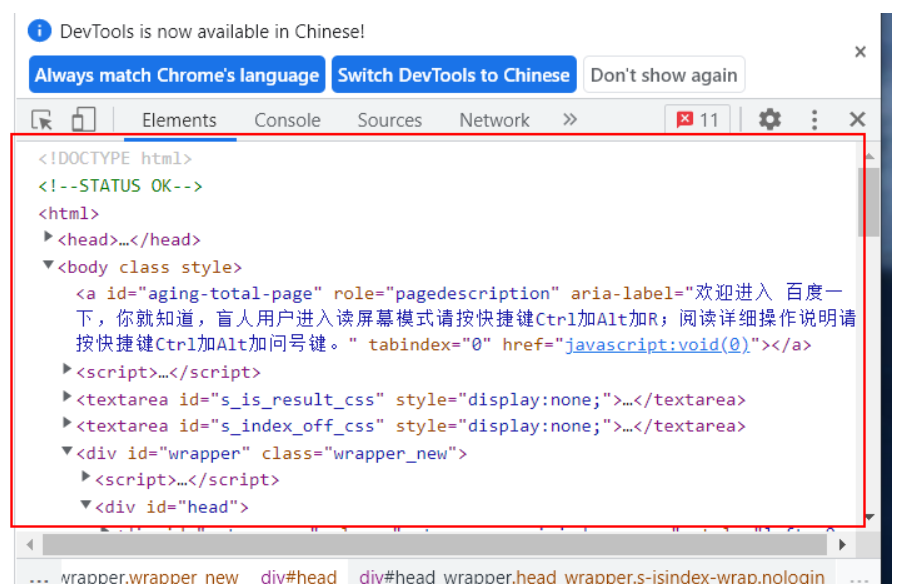 DevTools is now available in Chinese!
Always match Chrome's language Switch DevTools to Chinese Don't show again
Elements Console Sources Network 11
<!DOCTYPE html>
<!--STATUS OK-->
<html>
<head>…</head>
<body class style>
<a id="aging-total-page" role="pagedescription" aria-label="欢迎进入 百度一
下，你就知道，盲人用户进入读屏幕模式请按快捷键Ctrl加Alt加R；阅读详细操作说明请
按快捷键Ctrl加Alt加问号键。" tabindex="0" href="javascript:void(0)"></a>
<script>…</script>
<textarea id="s_is_result_css" style="display:none;">…</textarea>
<textarea id="s_index_off_css" style="display:none;">…</textarea>
<div id="wrapper" class="wrapper_new">
<script>…</script>
<div id="head">
... wrapper.wrapper_new div#head div#head_wrapper.head_wrapper.s-isindex-wrap.nologin ...